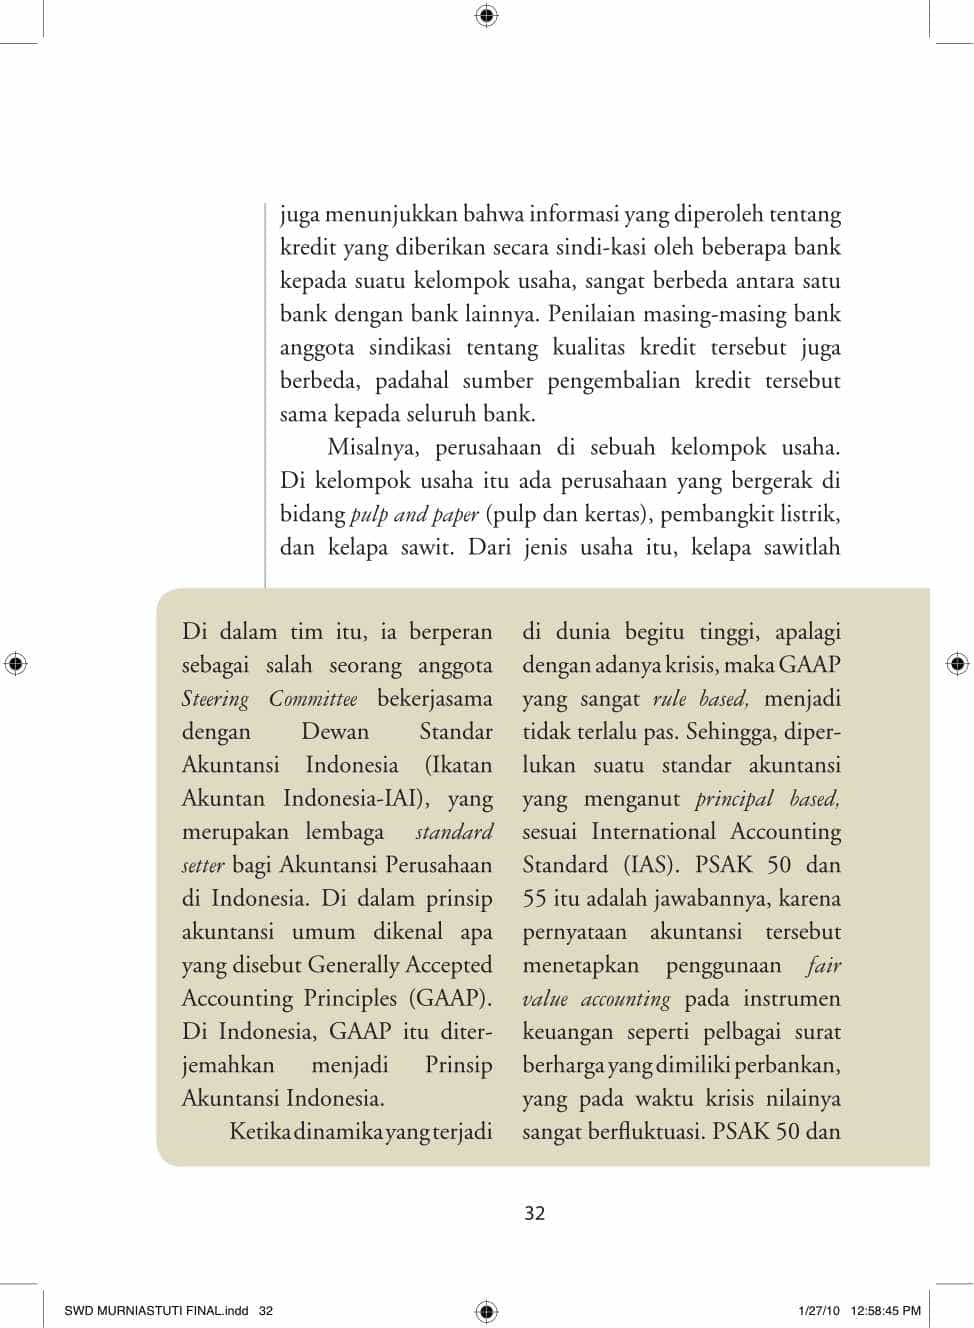 juga menunjukkan bahwa informasi yang diperoleh tentang
kredit yang diberikan secara sindi-kasi oleh beberapa bank
kepada suatu kelompok usaha, sangat berbeda antara satu
bank dengan bank lainnya. Penilaian masing-masing bank
anggota sindikasi tentang kualitas kredit tersebut juga
berbeda, padahal sumber pengembalian kredit tersebut
sama kepada seluruh bank.
Misalnya, perusahaan di sebuah kelompok usaha.
Di kelompok usaha itu ada perusahaan yang bergerak di
bidang pulp and paper (pulp dan kertas), pembangkit listrik,
dan kelapa sawit. Dari jenis usaha itu, kelapa sawitlah
Di dalam tim itu, ia berperan
sebagai salah seorang anggota
Steering Committee bekerjasama
dengan Dewan Standar
Akuntansi Indonesia (Ikatan
Akuntan Indonesia-IAI), yang
merupakan lembaga standard
setter bagi Akuntansi Perusahaan
di Indonesia. Di dalam prinsip
akuntansi umum dikenal apa
yang disebut Generally Accepted
Accounting Principles (GAAP).
Di Indonesia, GAAP itu diter-
jemahkan menjadi Prinsip
Akuntansi Indonesia.
Ketika dinamika yang terjadi
di dunia begitu tinggi, apalagi
dengan adanya krisis, maka GAAP
yang sangat rule based, menjadi
tidak terlalu pas. Sehingga, diper-
lukan suatu standar akuntansi
yang menganut principal based,
sesuai International Accounting
Standard (IAS). PSAK 50 dan
55 itu adalah jawabannya, karena
pernyataan akuntansi tersebut
menetapkan penggunaan fair
value accounting pada instrumen
keuangan seperti pelbagai surat
berharga yang dimiliki perbankan,
yang pada waktu krisis nilainya
sangat berfluktuasi. PSAK 50 dan
32
SWD MURNIASTUTI FINAL.indd 32
1/27/10 12:58:45 PM